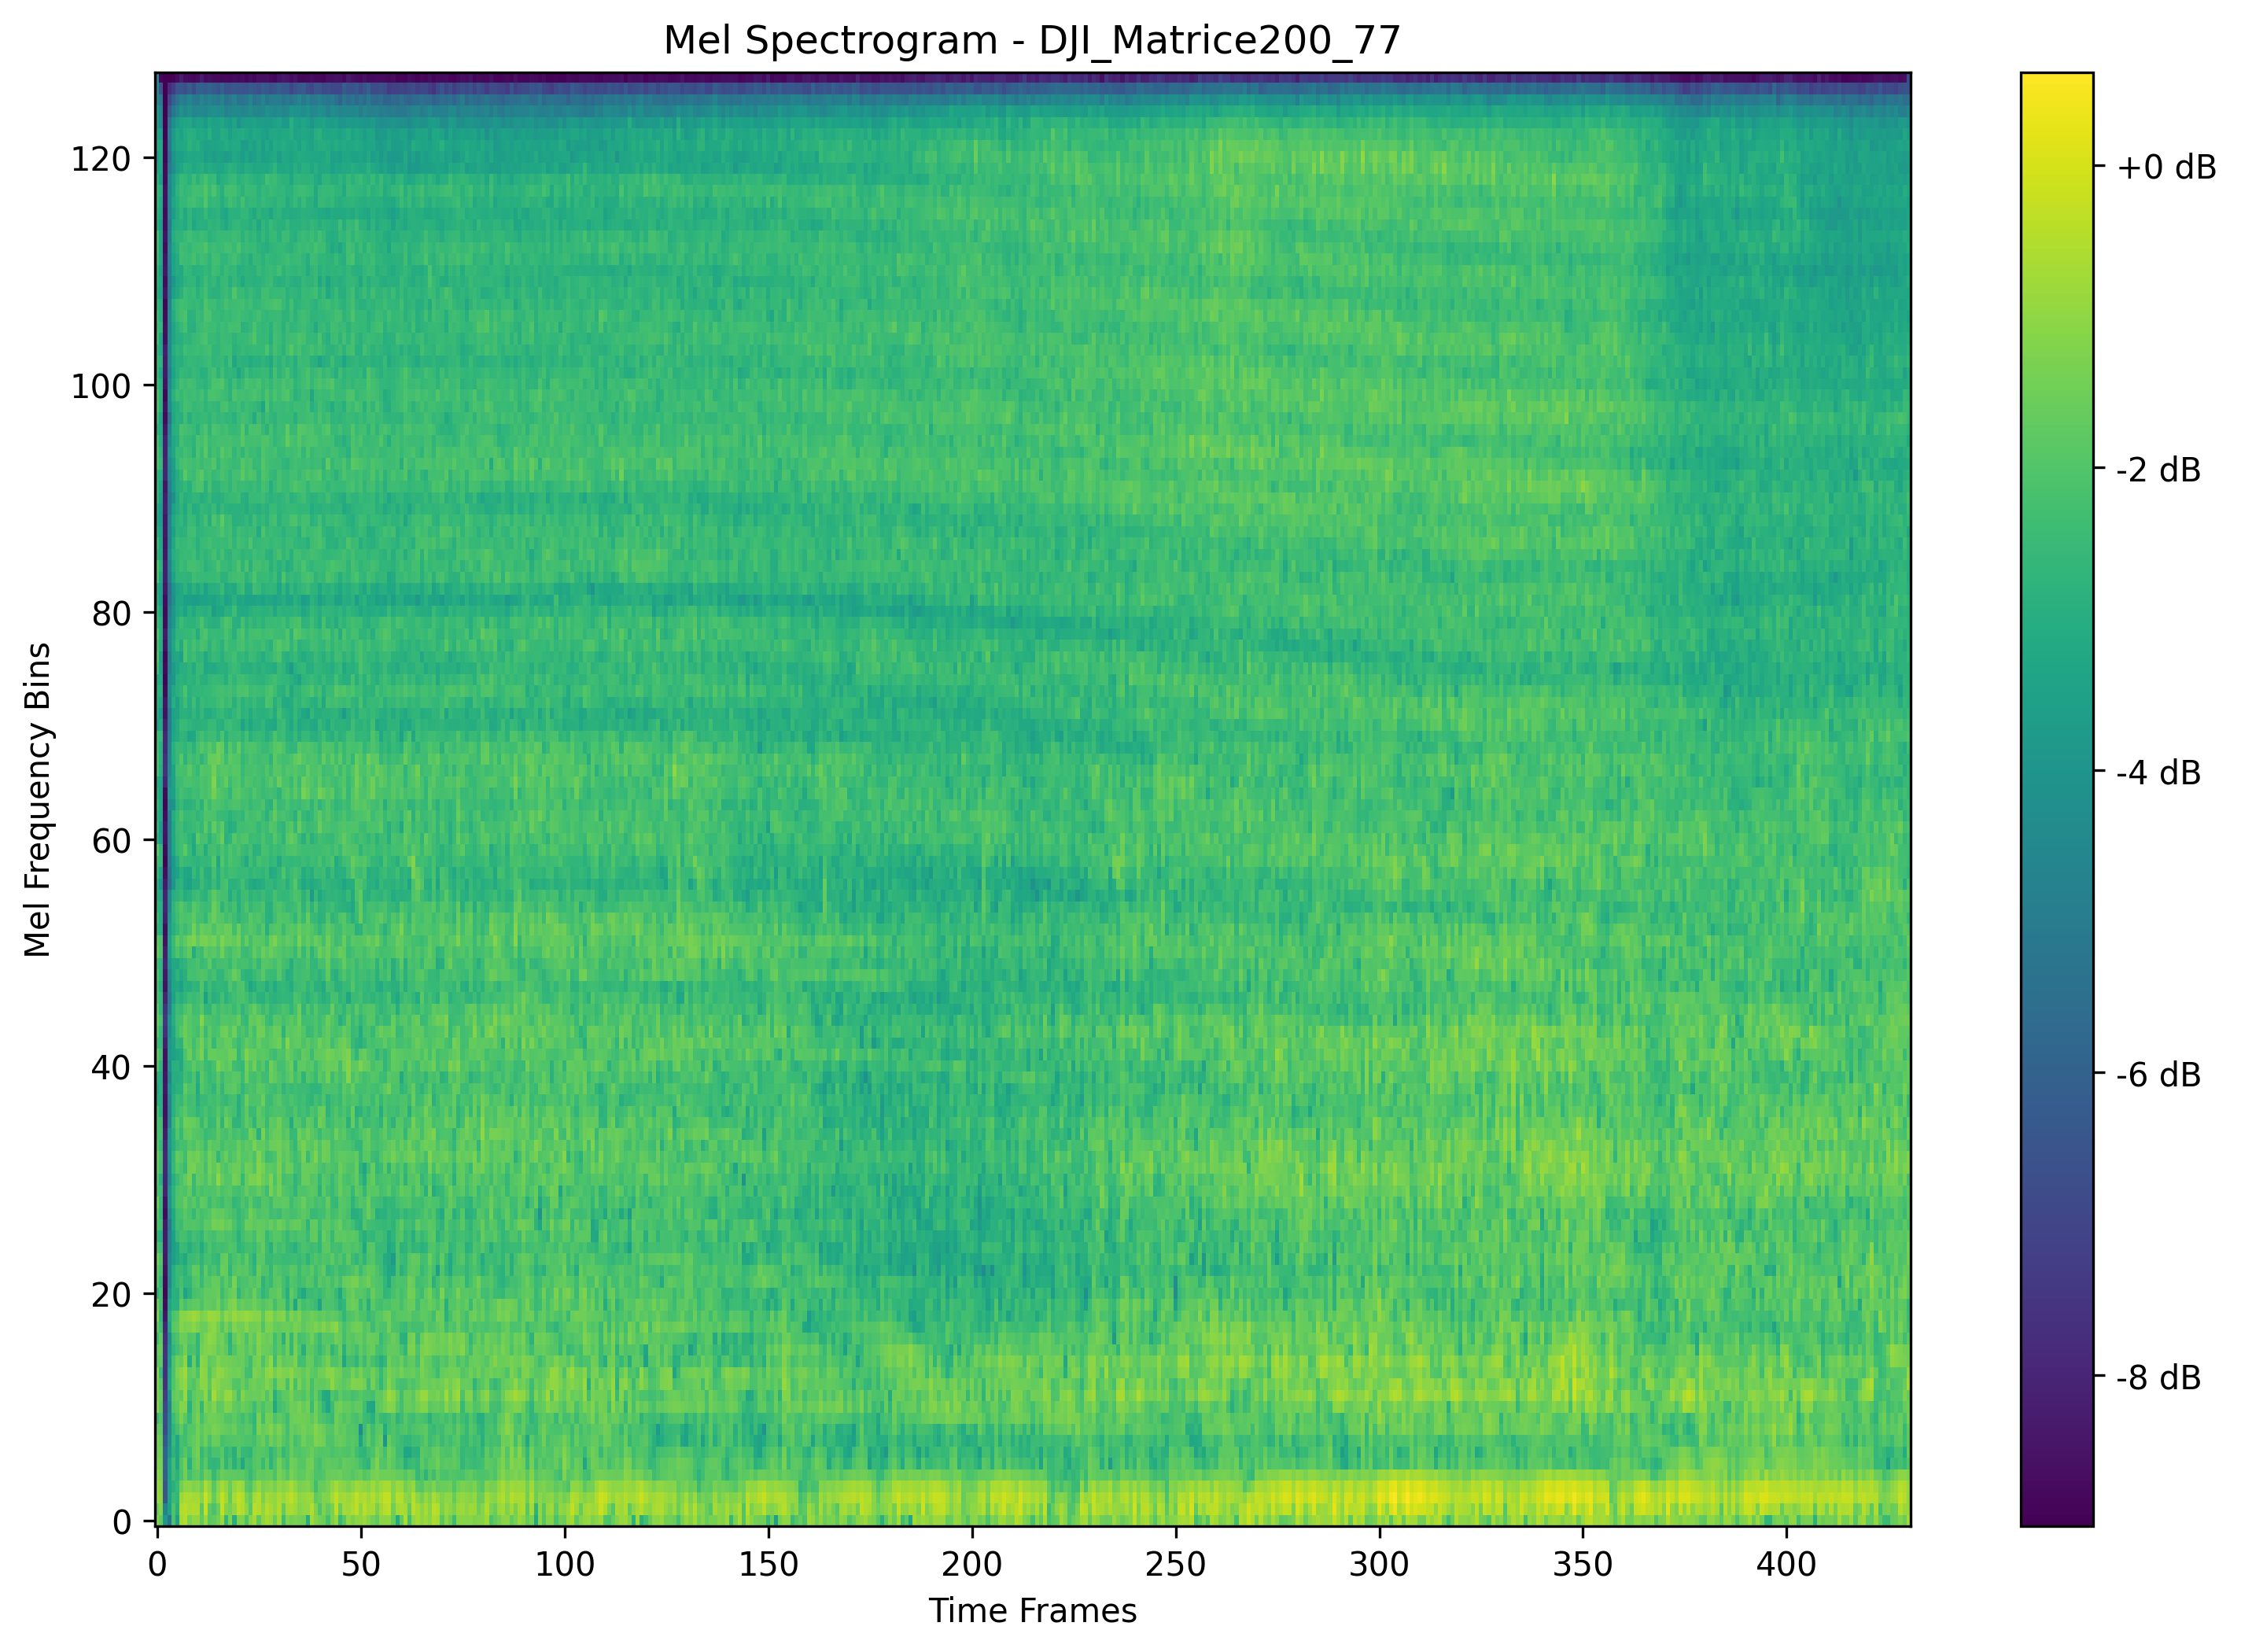 Mel Spectrogram - DJI_Matrice200_77
120
100
80
60
40
20
0
Mel Frequency Bins
0 50 100 150 200 250 300 350 400
Time Frames
+0 dB
-2 dB
-4 dB
-6 dB
-8 dB